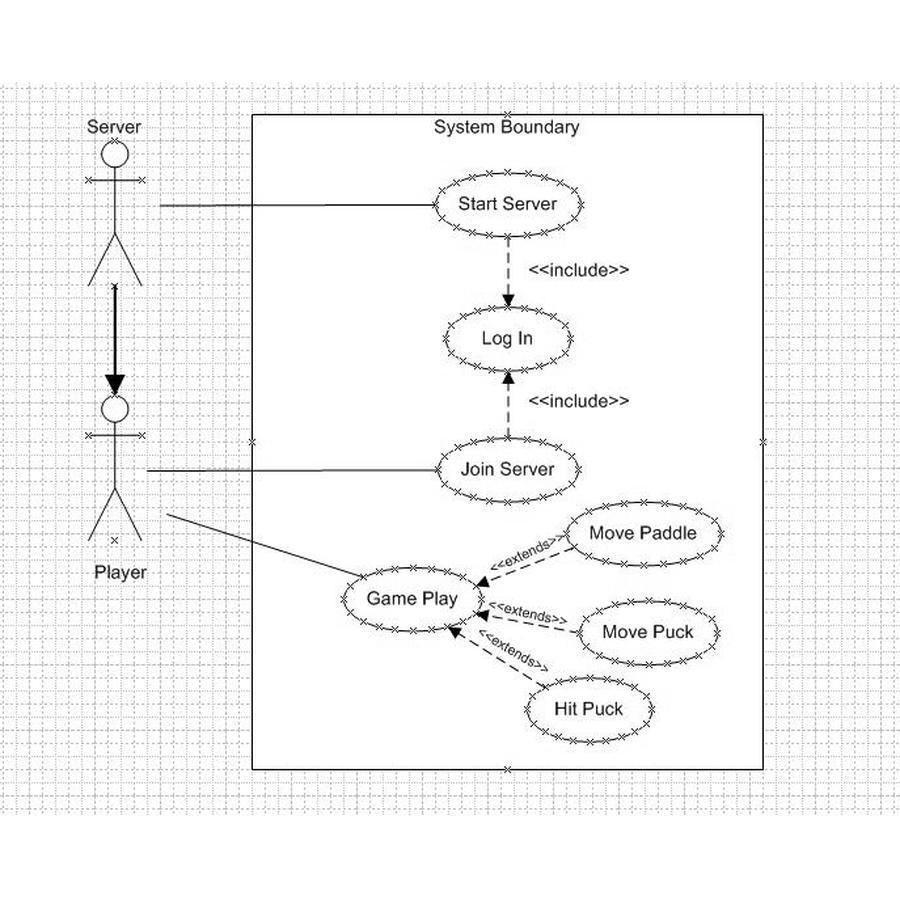 Server
System Boundary
Start Server
<<include>>
Log In
<<include>>
Join Server
Move Paddle
<<extends>>
Player
Game Play
<<extends>>
Move Puck
<<extends>>
Hit Puck